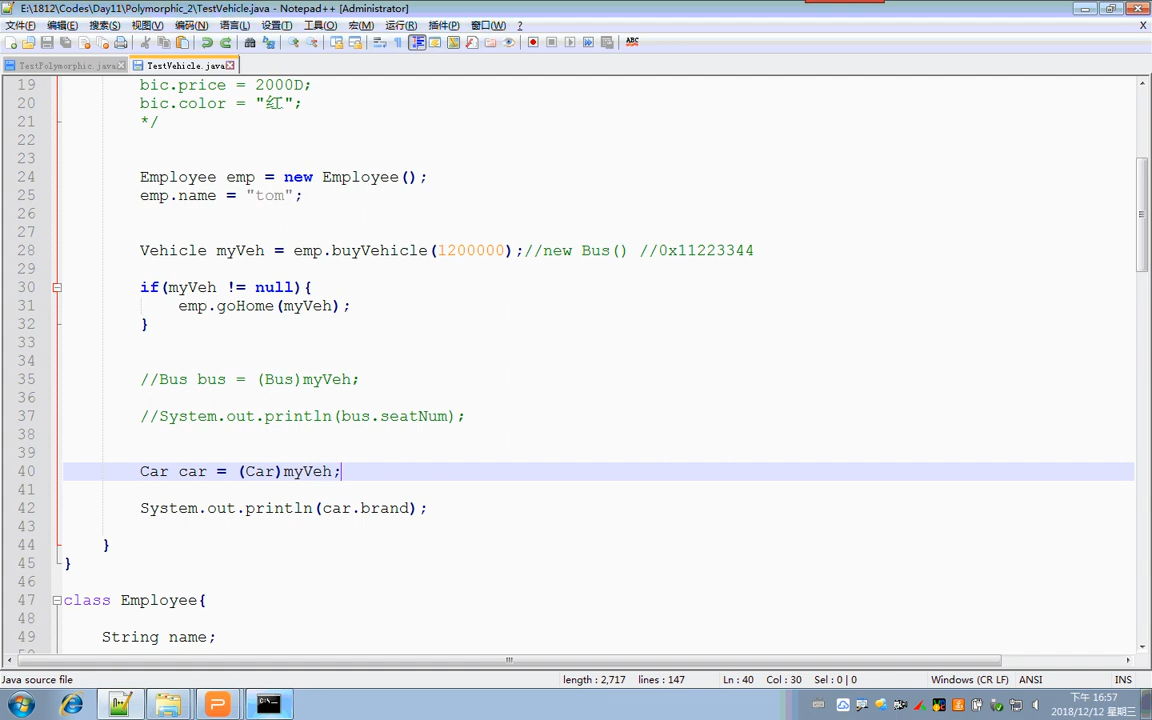 E:\1812\Codes\Day11\Polymorphic_2\TestVehicle.java - Notepad++ [Administrator]
文件(F) 编辑(E) 搜索(S) 视图(V) 编码(N) 语言(L) 设置(T) 工具(O) 宏(M) 运行(R) 插件(P) 窗口(W) ? X
TestPolymorphic.java TestVehicle.java
19 bic.price = 2000D;
20 bic.color = "红";
21 */
22
23
24 Employee emp = new Employee();
25 emp.name = "tom";
26
27
28 Vehicle myVeh = emp.buyVehicle(1200000);//new Bus() //0x11223344
29
30 if(myVeh != null){
31 emp.goHome(myVeh);
32 }
33
34
35 //Bus bus = (Bus)myVeh;
36
37 //System.out.println(bus.seatNum);
38
39
40 Car car = (Car)myVeh;
41
42 System.out.println(car.brand);
43
44 }
45 }
46
47 class Employee{
48
49 String name;
Java source file length : 2,717 lines : 147 Ln : 40 Col : 30 Sel : 0 | 0 Windows (CR LF) ANSI INS
下午 16:57
2018/12/12 星期三